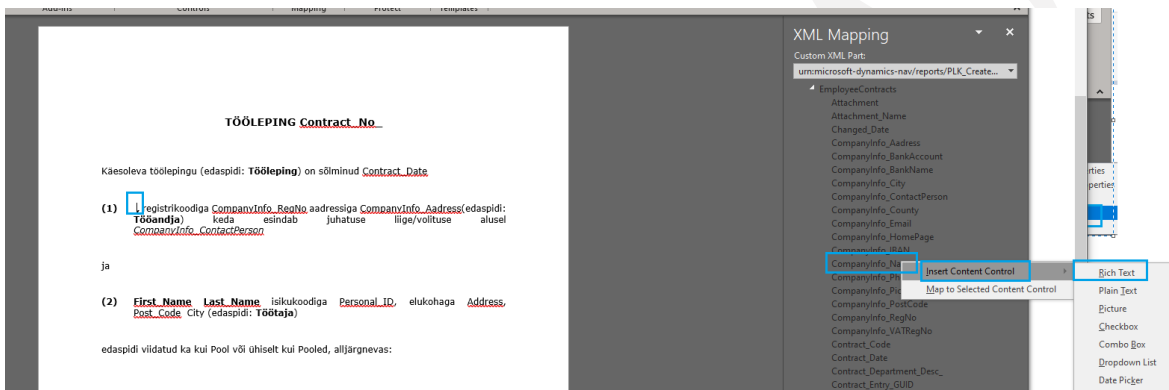 Add-ins Controls Mapping Protect Templates
TÖÖLEPING Contract_No_
Käesoleva töölepingu (edaspidi: Tööleping) on sõlminud Contract_Date
(1) , registrikoodiga CompanyInfo_RegNo aadressiga CompanyInfo_Aadress(edaspidi:
Tööandja) keda esindab juhatuse liige/volituse alusel
CompanyInfo_ContactPerson
ja
(2) First_Name Last_Name isikukoodiga Personal_ID, elukohaga Address,
Post_Code City (edaspidi: Töötaja)
edaspidi viidatud ka kui Pool või ühiselt kui Pooled, alljärgnevas:
XML Mapping
Custom XML Part:
urn:microsoft-dynamics-nav/reports/PLK_Create...
EmployeeContracts
Attachment
Attachment_Name
Changed_Date
CompanyInfo_Aadress
CompanyInfo_BankAccount
CompanyInfo_BankName
CompanyInfo_City
CompanyInfo_ContactPerson
CompanyInfo_County
CompanyInfo_Email
CompanyInfo_HomePage
CompanyInfo_IBAN
CompanyInfo_Na
CompanyInfo_Ph
CompanyInfo_Pic
CompanyInfo_PostCode
CompanyInfo_RegNo
CompanyInfo_VATRegNo
Contract_Code
Contract_Date
Contract_Department_Desc_
Contract_Entry_GUID
Insert Content Control
Map to Selected Content Control
Rich Text
Plain Text
Picture
Checkbox
Combo Box
Dropdown List
Date Picker